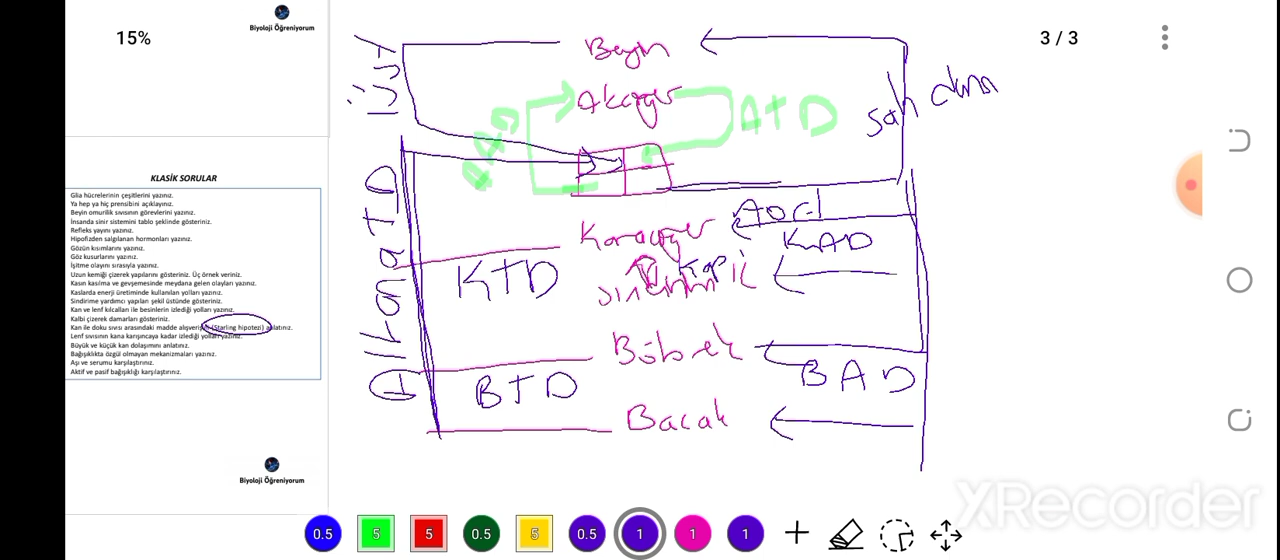 15%
Biyoloji Öğreniyorum
3 / 3
KLASİK SORULAR
Glia hücrelerinin çeşitlerini yazınız.
Ya hep ya hiç prensibini açıklayınız.
Beyin omurilik sıvısının görevlerini yazınız.
İnsanda sinir sistemini tablo şeklinde gösteriniz.
Refleks yayını yazınız.
Hipofizden salgılanan hormonları yazınız.
Gözün kısımlarını yazınız.
Göz kusurlarını yazınız.
İşitme olayını sırasıyla yazınız.
Uzun kemiği çizerek yapılarını gösteriniz. Üç örnek veriniz.
Kasın kasılma ve gevşemesinde meydana gelen olayları yazınız.
Kaslarda enerji üretiminde kullanılan yolları yazınız.
Sindirime yardımcı yapıları şekil üstünde gösteriniz.
Kan ve lenf kılcalları ile besinlerin izlediği yolları yazınız.
Kalbi çizerek damarları gösteriniz.
Kan ile doku sıvısı arasındaki madde alışverişini (Starling hipotezi) anlatınız.
Lenf sıvısının kana karışıncaya kadar izlediği yolları yazınız.
Büyük ve küçük kan dolaşımını anlatınız.
Bağışıklıkta özgül olmayan mekanizmaları yazınız.
Aşı ve serumu karşılaştırınız.
Aktif ve pasif bağışıklığı karşılaştırınız.
Biyoloji Öğreniyorum
Beyin
Akciğer
ATD
AAD
üst
Karaciğer
KAD
KTD
Kapı
Böbrek
BAD
BTD
Bacak
0.5
5
5
0.5
5
0.5
1
1
1
XRecorder